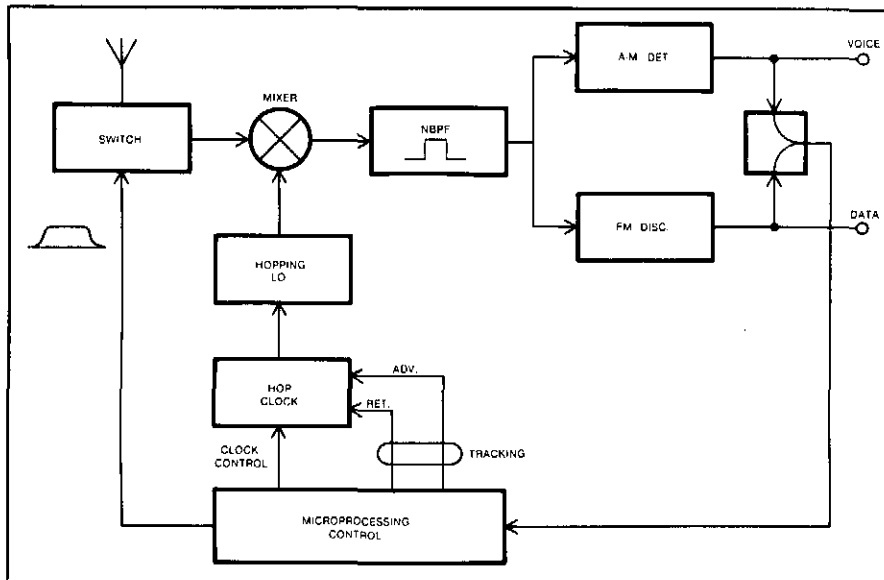 MIXER
SWITCH
NBPF
A-M DET
VOICE
FM DISC.
DATA
HOPPING
LO
HOP
CLOCK
ADV.
RET.
CLOCK
CONTROL
TRACKING
MICROPROCESSING
CONTROL